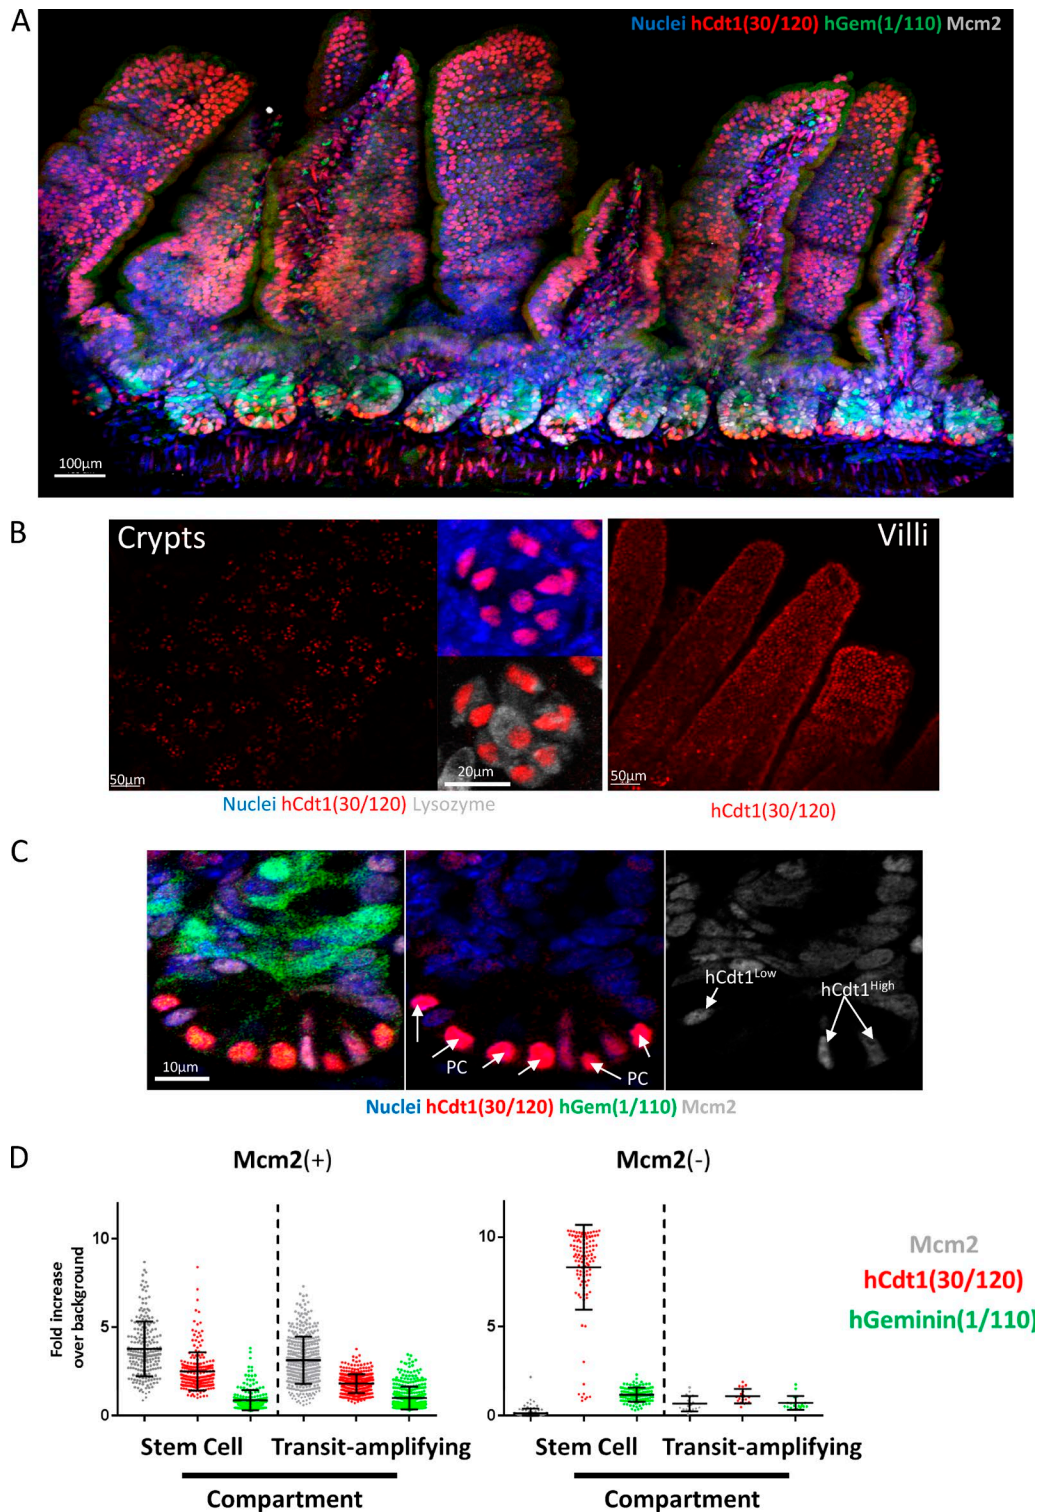 A
Nuclei hCdt1(30/120) hGem(1/110) Mcm2
100µm
B
Crypts
Villi
50µm
20µm
50µm
Nuclei hCdt1(30/120) Lysozyme
hCdt1(30/120)
C
hCdt1Low
hCdt1High
PC
PC
10µm
Nuclei hCdt1(30/120) hGem(1/110) Mcm2
D
Mcm2(+)
Mcm2(-)
Fold increase
over background
10
5
0
10
5
0
Mcm2
hCdt1(30/120)
hGeminin(1/110)
Stem Cell
Transit-amplifying
Stem Cell
Transit-amplifying
Compartment
Compartment